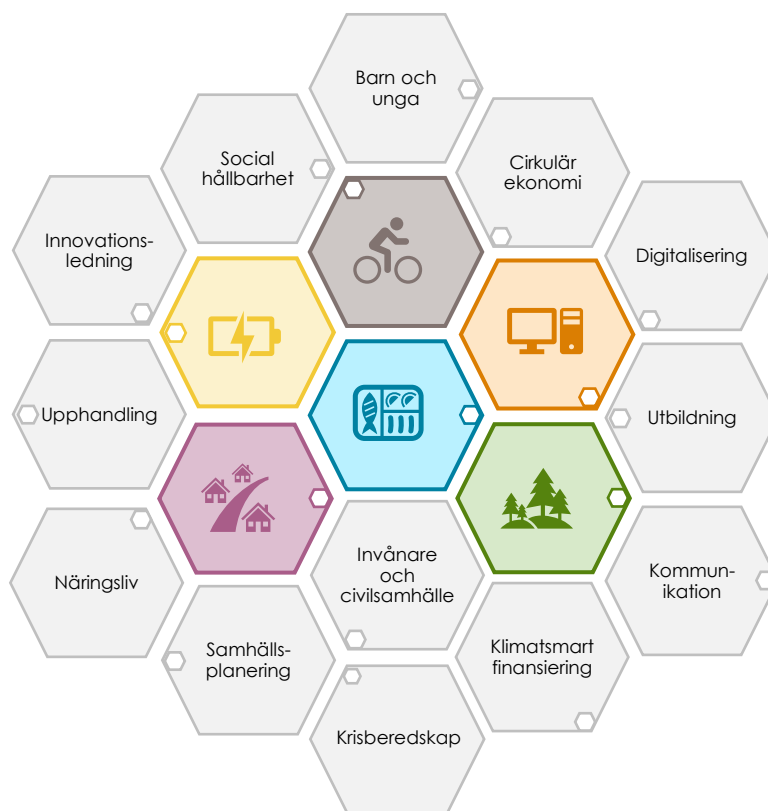 Barn och
unga
Social
hållbarhet
Cirkulär
ekonomi
Innovations-
ledning
Digitalisering
Upphandling
Utbildning
Näringsliv
Invånare
och
civilsamhälle
Kommun-
ikation
Samhälls-
planering
Klimatsmart
finansiering
Krisberedskap